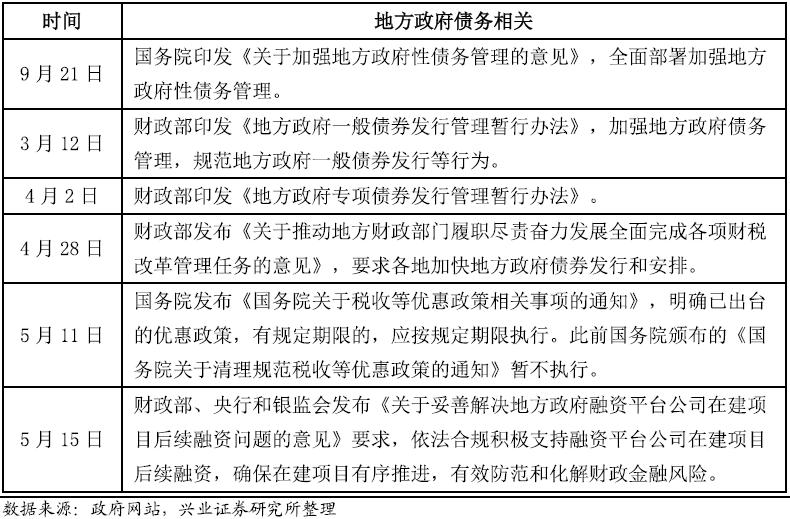 时间 地方政府债务相关
9月21日
国务院印发《关于加强地方政府性债务管理的意见》，全面部署加强地方
政府性债务管理。
3月12日
财政部印发《地方政府一般债券发行管理暂行办法》，加强地方政府债务
管理，规范地方政府一般债券发行等行为。
4月2日
财政部印发《地方政府专项债券发行管理暂行办法》。
4月28日
财政部发布《关于推动地方财政部门履职尽责奋力发展全面完成各项财税
改革管理任务的意见》，要求各地加快地方政府债券发行和安排。
5月11日
国务院发布《国务院关于税收等优惠政策相关事项的通知》，明确已出台
的优惠政策，有规定期限的，应按规定期限执行。此前国务院颁布的《国
务院关于清理规范税收等优惠政策的通知》暂不执行。
5月15日
财政部、央行和银监会发布《关于妥善解决地方政府融资平台公司在建项
目后续融资问题的意见》要求，依法合规积极支持融资平台公司在建项目
后续融资，确保在建项目有序推进，有效防范和化解财政金融风险。
数据来源：政府网站，兴业证券研究所整理